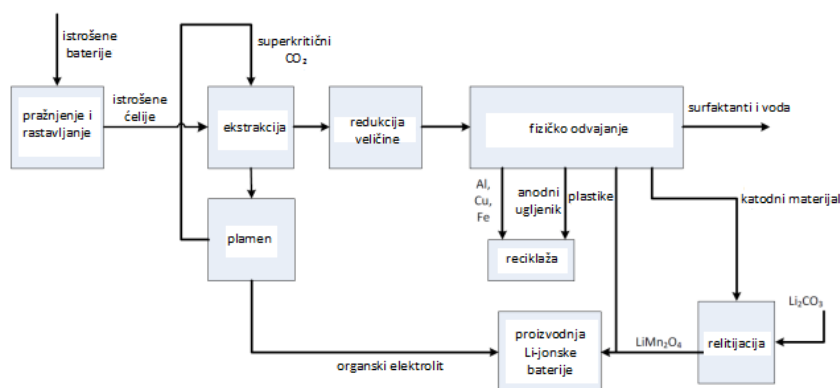 istrošene
baterije
superkritični
CO₂
pražnjenje i
rastavljanje
istrošene
ćelije
ekstrakcija
redukcija
veličine
fizičko odvajanje
surfaktanti i voda
Al,
Cu,
Fe
anodni
ugljenik
plastike
katodni materijal
plamen
reciklaža
Li₂CO₃
proizvodnja
Li-jonske
baterije
LiMn₂O₄
relitijacija
organski elektrolit